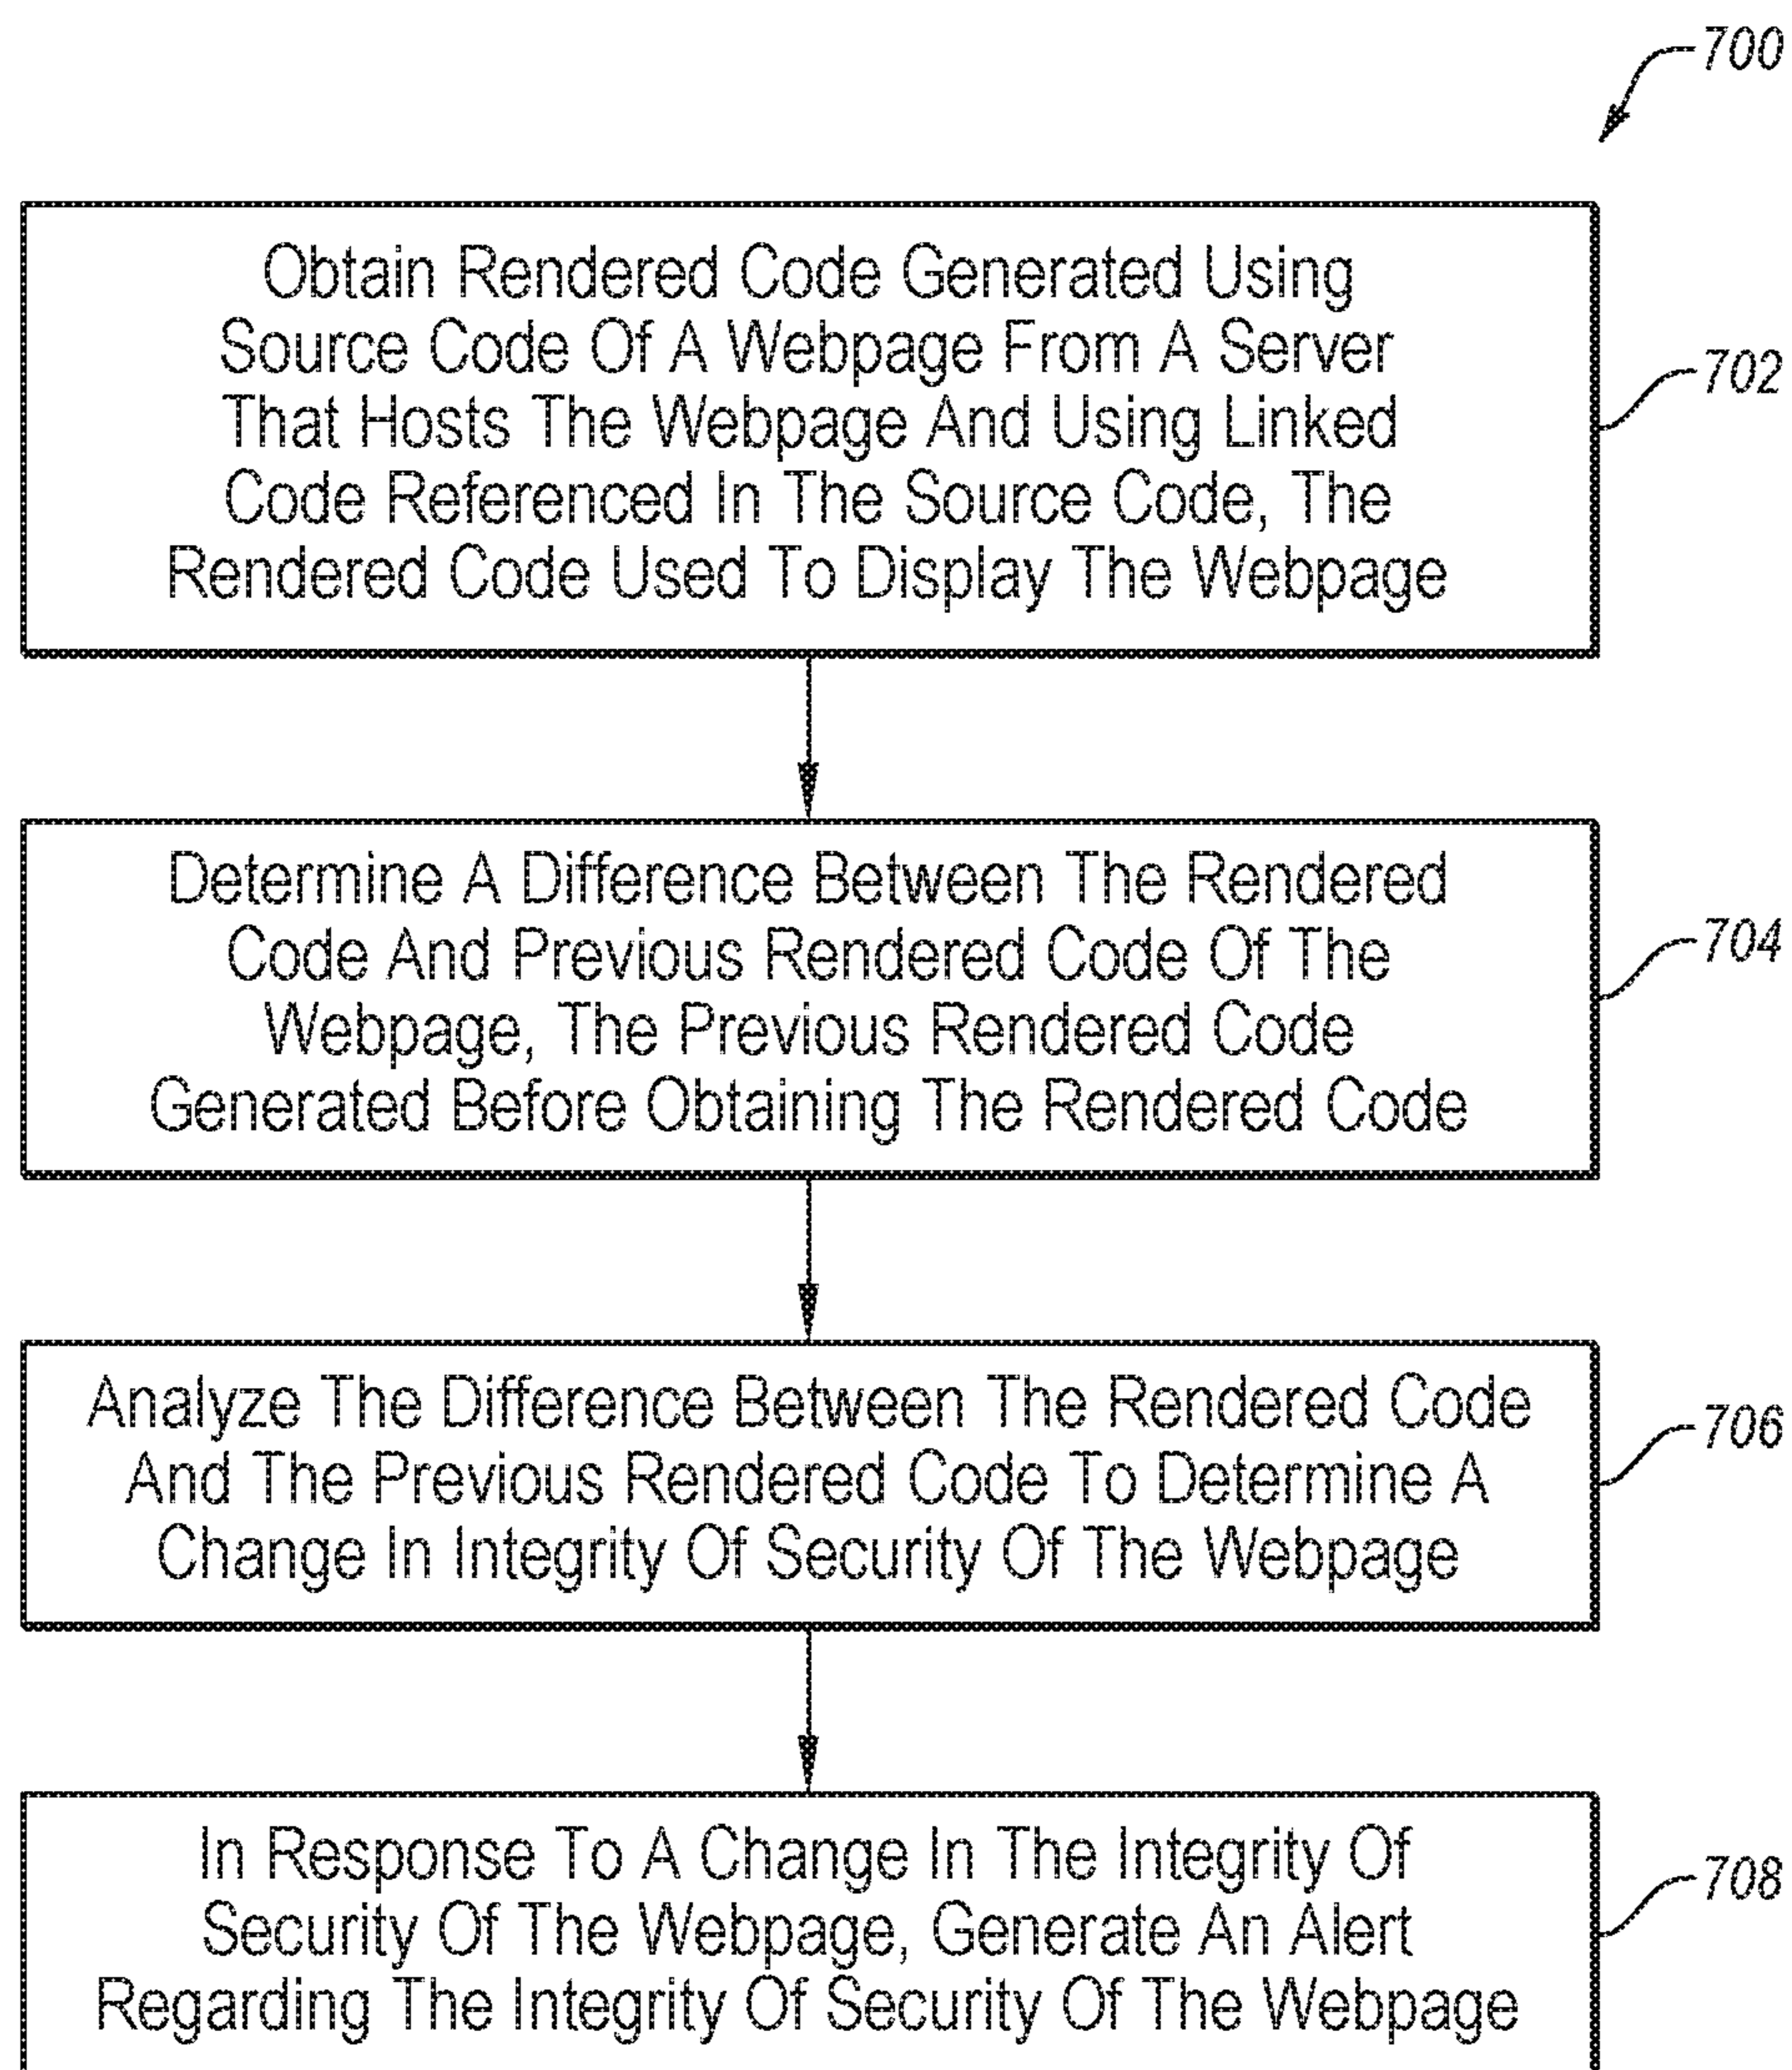 700
Obtain Rendered Code Generated Using
Source Code Of A Webpage From A Server
That Hosts The Webpage And Using Linked
Code Referenced In The Source Code, The
Rendered Code Used To Display The Webpage
702
Determine A Difference Between The Rendered
Code And Previous Rendered Code Of The
Webpage, The Previous Rendered Code
Generated Before Obtaining The Rendered Code
704
Analyze The Difference Between The Rendered Code
And The Previous Rendered Code To Determine A
Change In Integrity Of Security Of The Webpage
706
In Response To A Change In The Integrity Of
Security Of The Webpage, Generate An Alert
Regarding The Integrity Of Security Of The Webpage
708